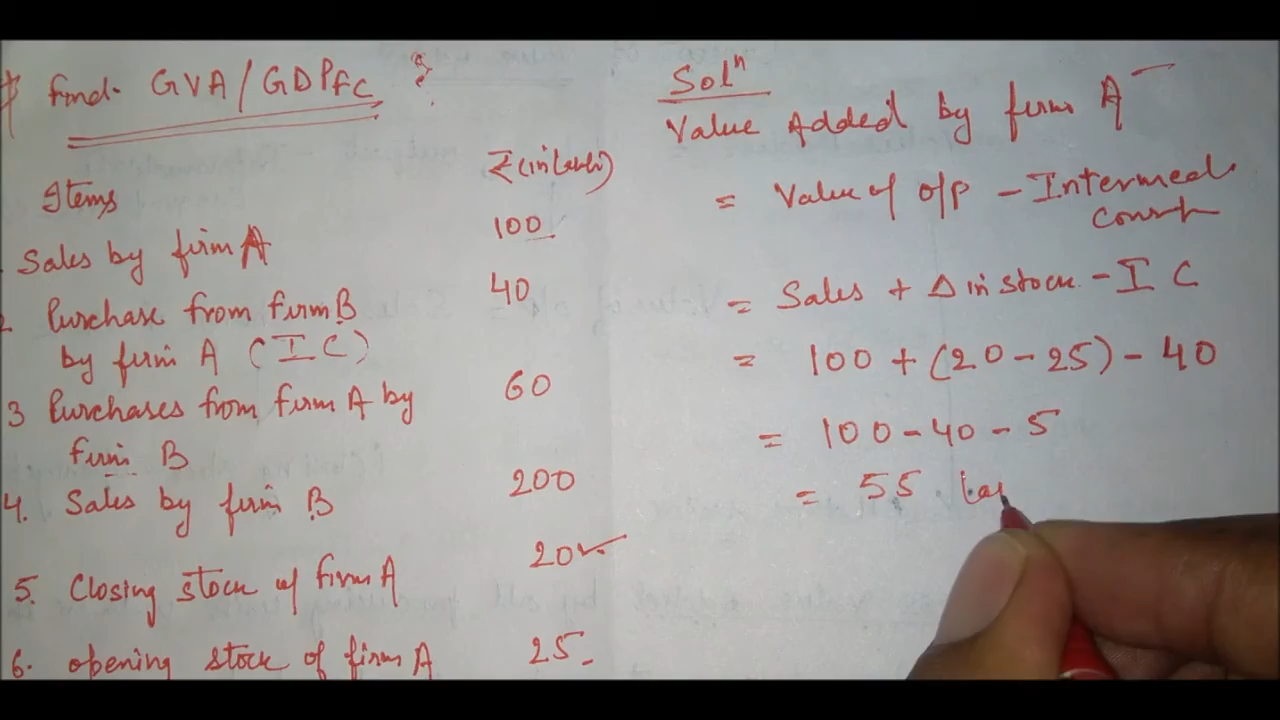 Find. GVA/GDPFC ?
Items ₹(in lakh)
Sales by firm A 100
Purchase from firm B 40
by firm A (IC)
3 Purchases from firm A by 60
firm B
4. Sales by firm B 200
5. Closing stock of firm A 20
6. opening stock of firm A 25
Solⁿ
Value Added by firm A
= Value of o/p - Intermed
= Sales + Δ in stock - IC
= 100 + (20 - 25) - 40
= 100 - 40 - 5
= 55 la